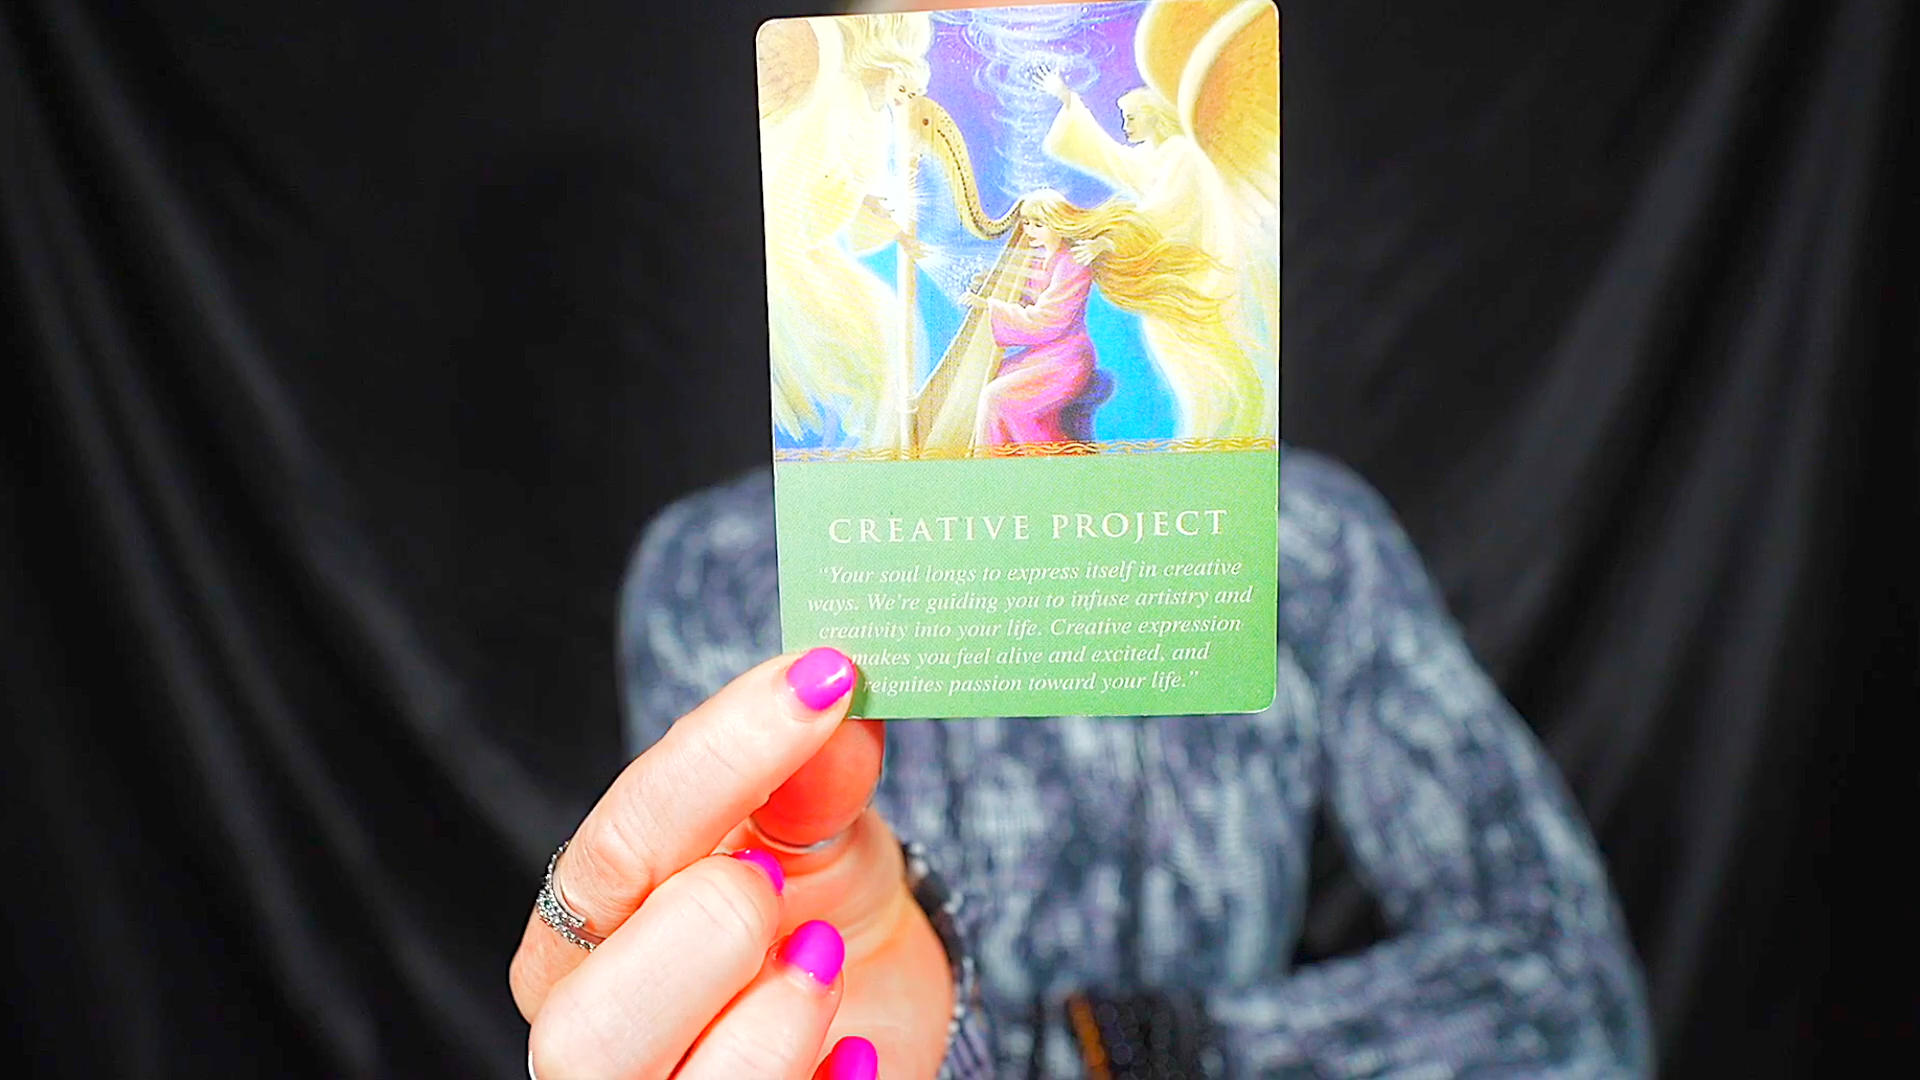 CREATIVE PROJECT
“Your soul longs to express itself in creative
ways. We're guiding you to infuse artistry and
creativity into your life. Creative expression
makes you feel alive and excited, and
reignites passion toward your life.”